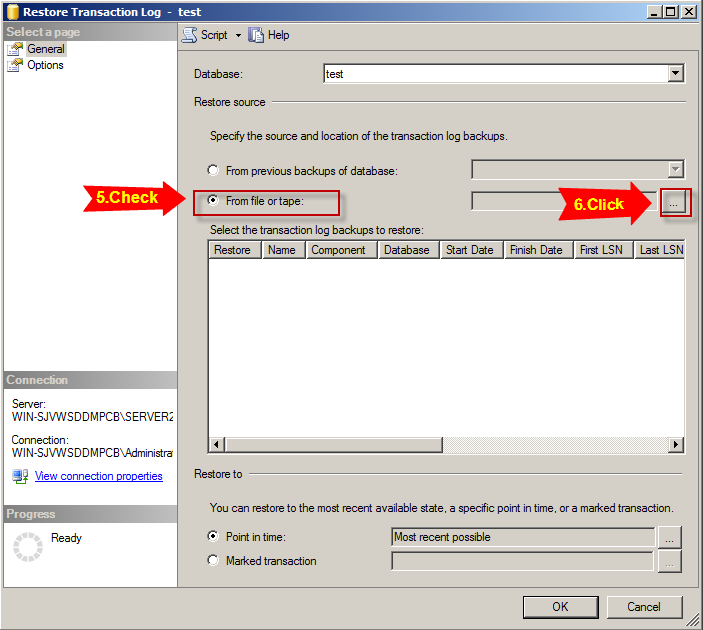 Restore Transaction Log - test
Select a page
General
Options
Script
Help
Database:
test
Restore source
Specify the source and location of the transaction log backups.
From previous backups of database:
5.Check
From file or tape:
6.Click
...
Select the transaction log backups to restore:
Restore Name Component Database Start Date Finish Date First LSN Last LSN
Connection
Server:
WIN-SJVWSDDMPCB\SERVER2
Connection:
WIN-SJVWSDDMPCB\Administra
View connection properties
Progress
Ready
Restore to
You can restore to the most recent available state, a specific point in time, or a marked transaction.
Point in time:
Most recent possible
...
Marked transaction
...
OK
Cancel